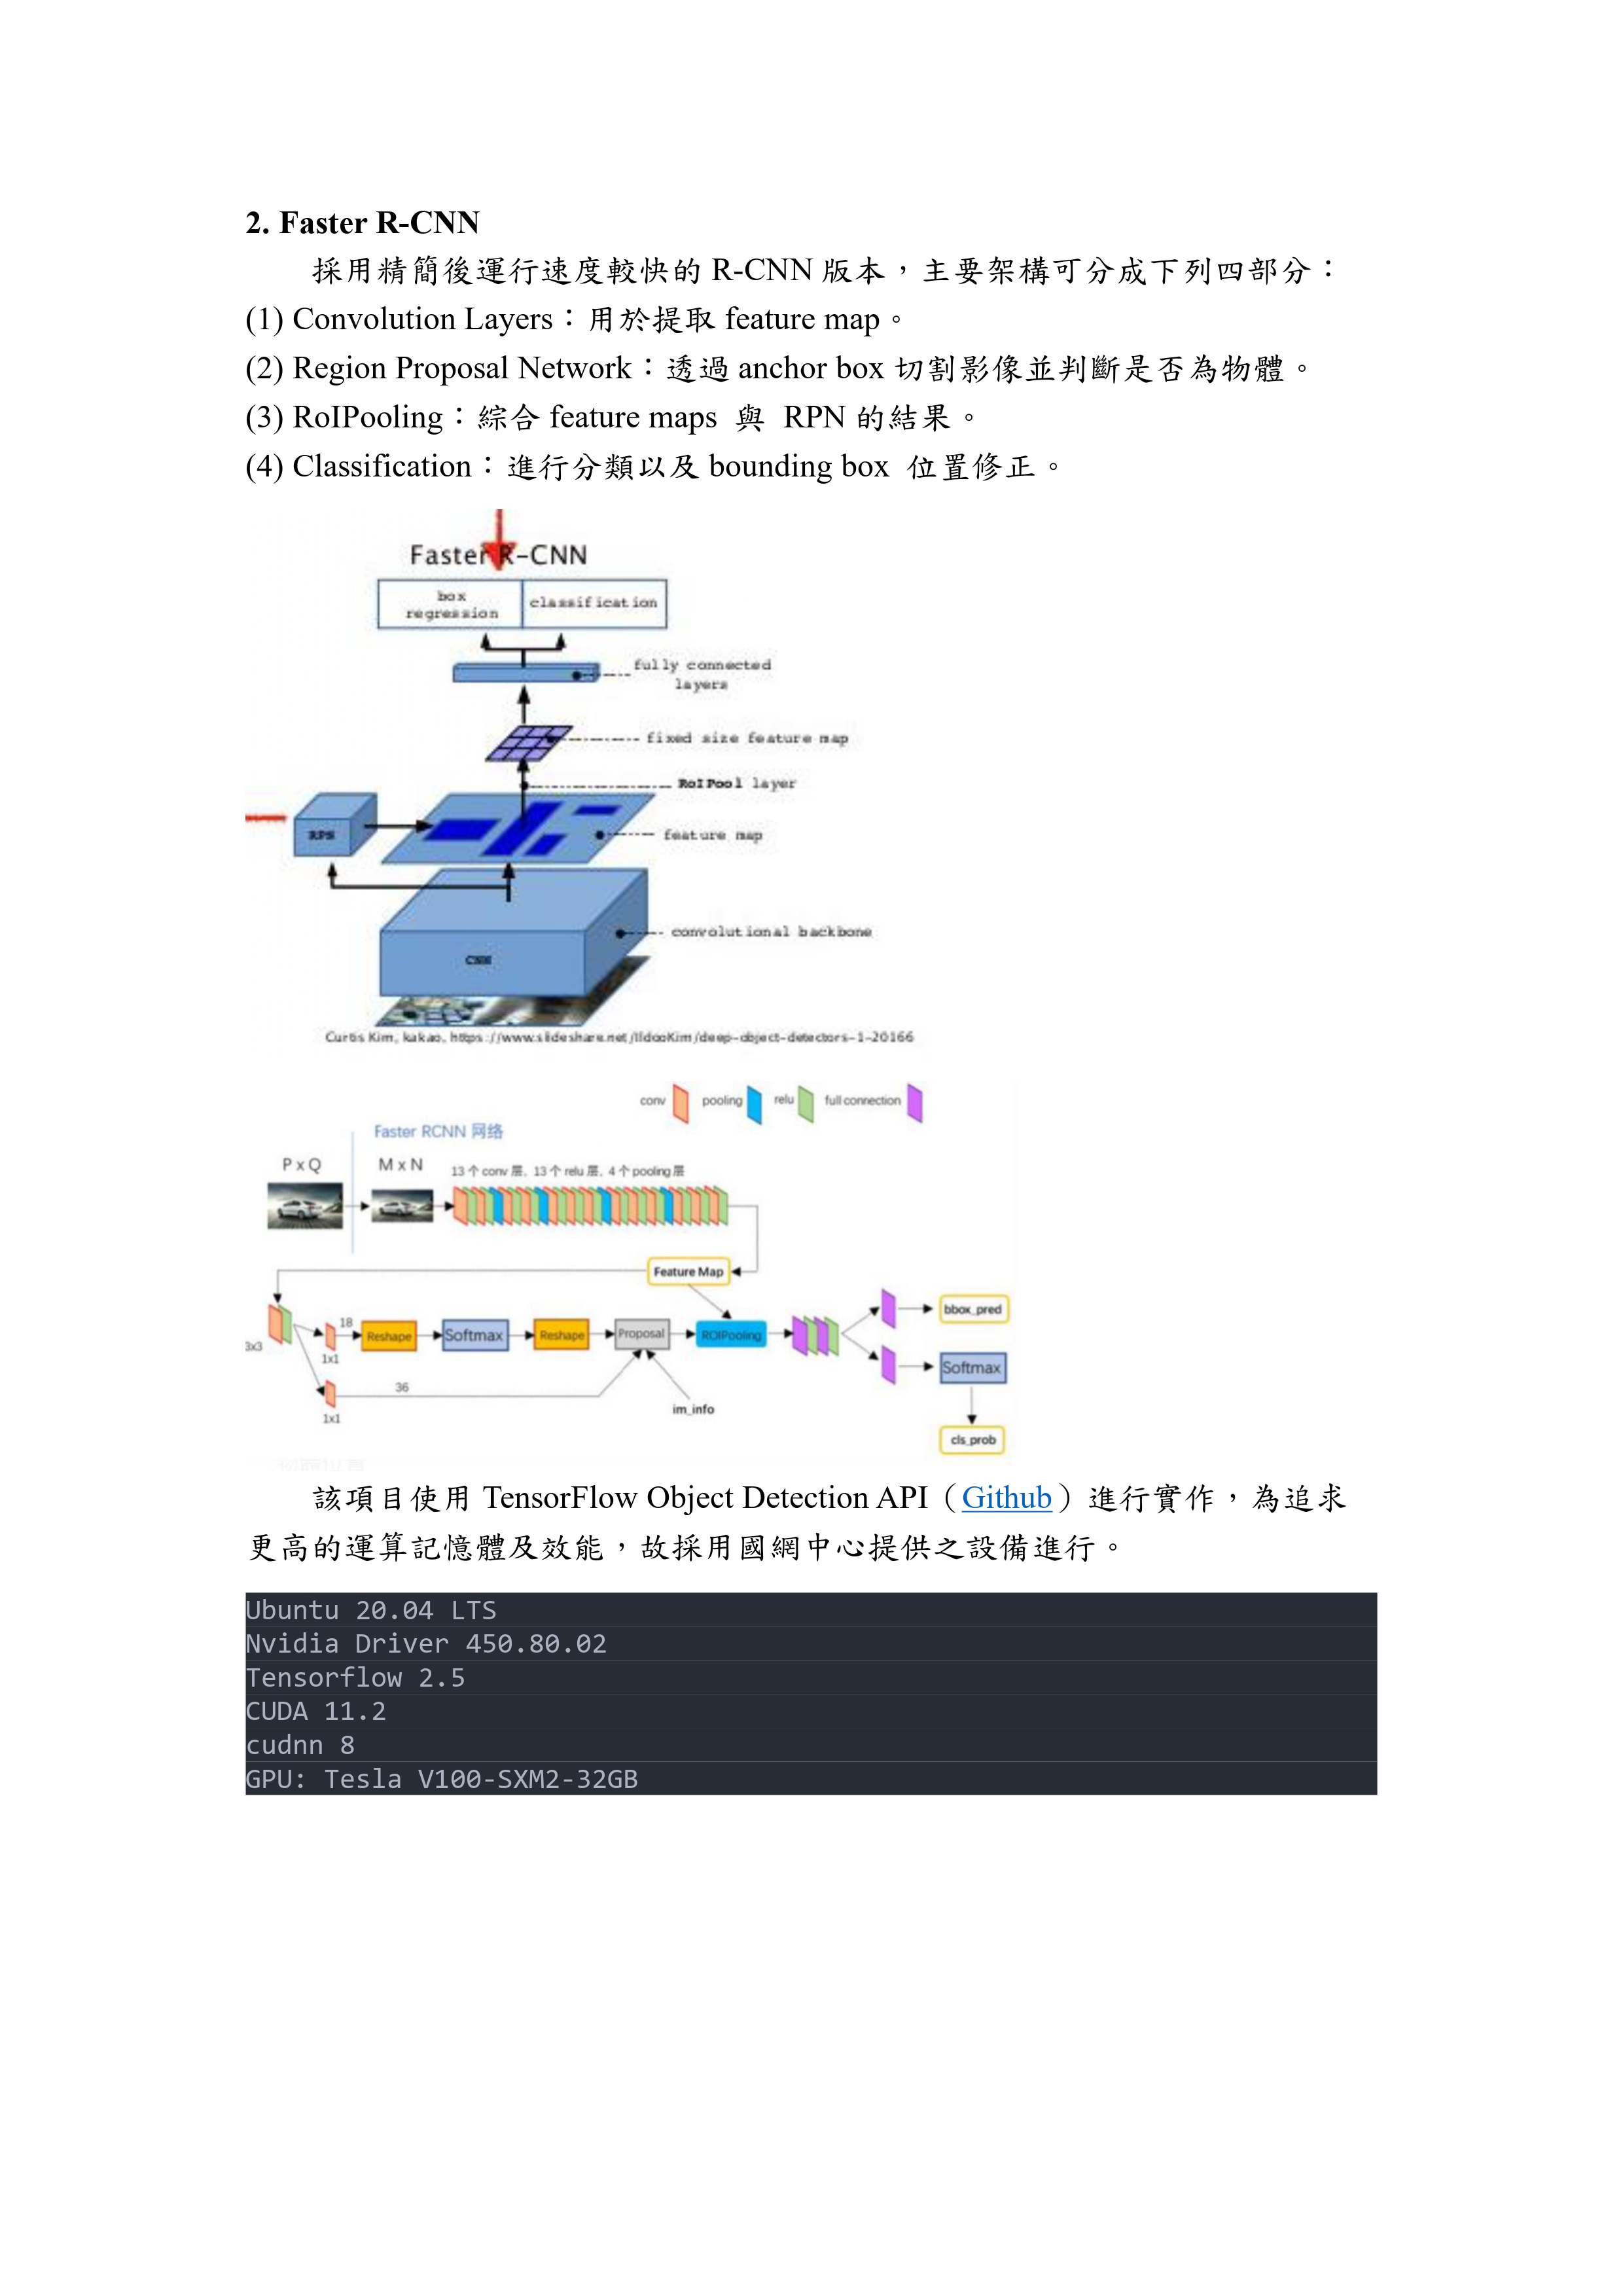 2. Faster R-CNN
採用精簡後運行速度較快的 R-CNN 版本，主要架構可分成下列四部分：
(1) Convolution Layers：用於提取 feature map。
(2) Region Proposal Network：透過 anchor box 切割影像並判斷是否為物體。
(3) RoIPooling：綜合 feature maps 與 RPN 的結果。
(4) Classification：進行分類以及 bounding box 位置修正。
Faster R-CNN
box regression
classification
fully connected layers
fixed size feature map
RoIPool layer
RPN
feature map
convolutional backbone
CNN
Curtis Kim, kakao, https://www.slideshare.net/IldooKim/deep-object-detectors-1-20166
conv pooling relu full connection
Faster RCNN 网络
P x Q M x N 13 个 conv 层, 13 个 relu 层, 4 个 pooling 层
Feature Map
3x3
18
1x1
Reshape Softmax Reshape Proposal ROIPooling
bbox_pred
Softmax
36
1x1
im_info
cls_prob
該項目使用 TensorFlow Object Detection API（Github）進行實作，為追求
更高的運算記憶體及效能，故採用國網中心提供之設備進行。
Ubuntu 20.04 LTS
Nvidia Driver 450.80.02
Tensorflow 2.5
CUDA 11.2
cudnn 8
GPU: Tesla V100-SXM2-32GB